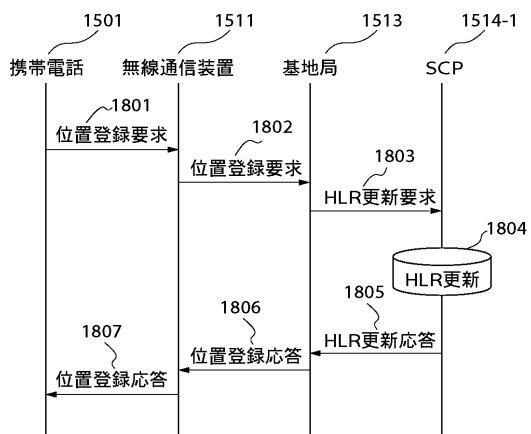 1501
1511
1513
1514-1
携帯電話
無線通信装置
基地局
SCP
1801
位置登録要求
1802
位置登録要求
1803
HLR更新要求
1804
HLR更新
1805
HLR更新応答
1806
位置登録応答
1807
位置登録応答